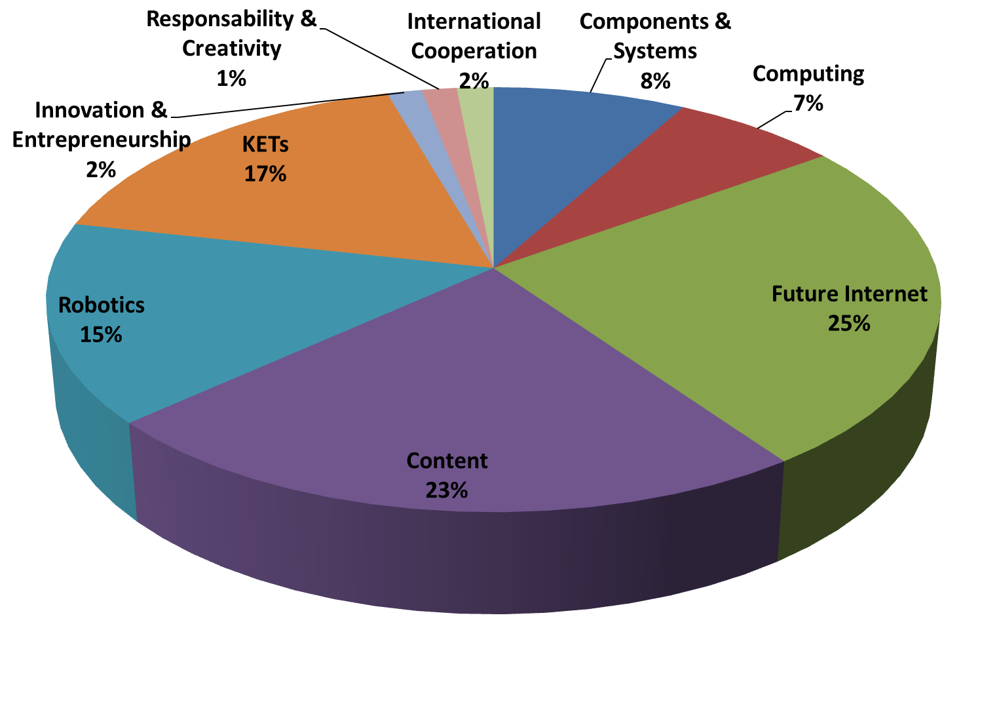 Responsability &
Creativity
1%
International
Cooperation
2%
Components &
Systems
8%
Computing
7%
Innovation &
Entrepreneurship
2%
KETs
17%
Future Internet
25%
Robotics
15%
Content
23%